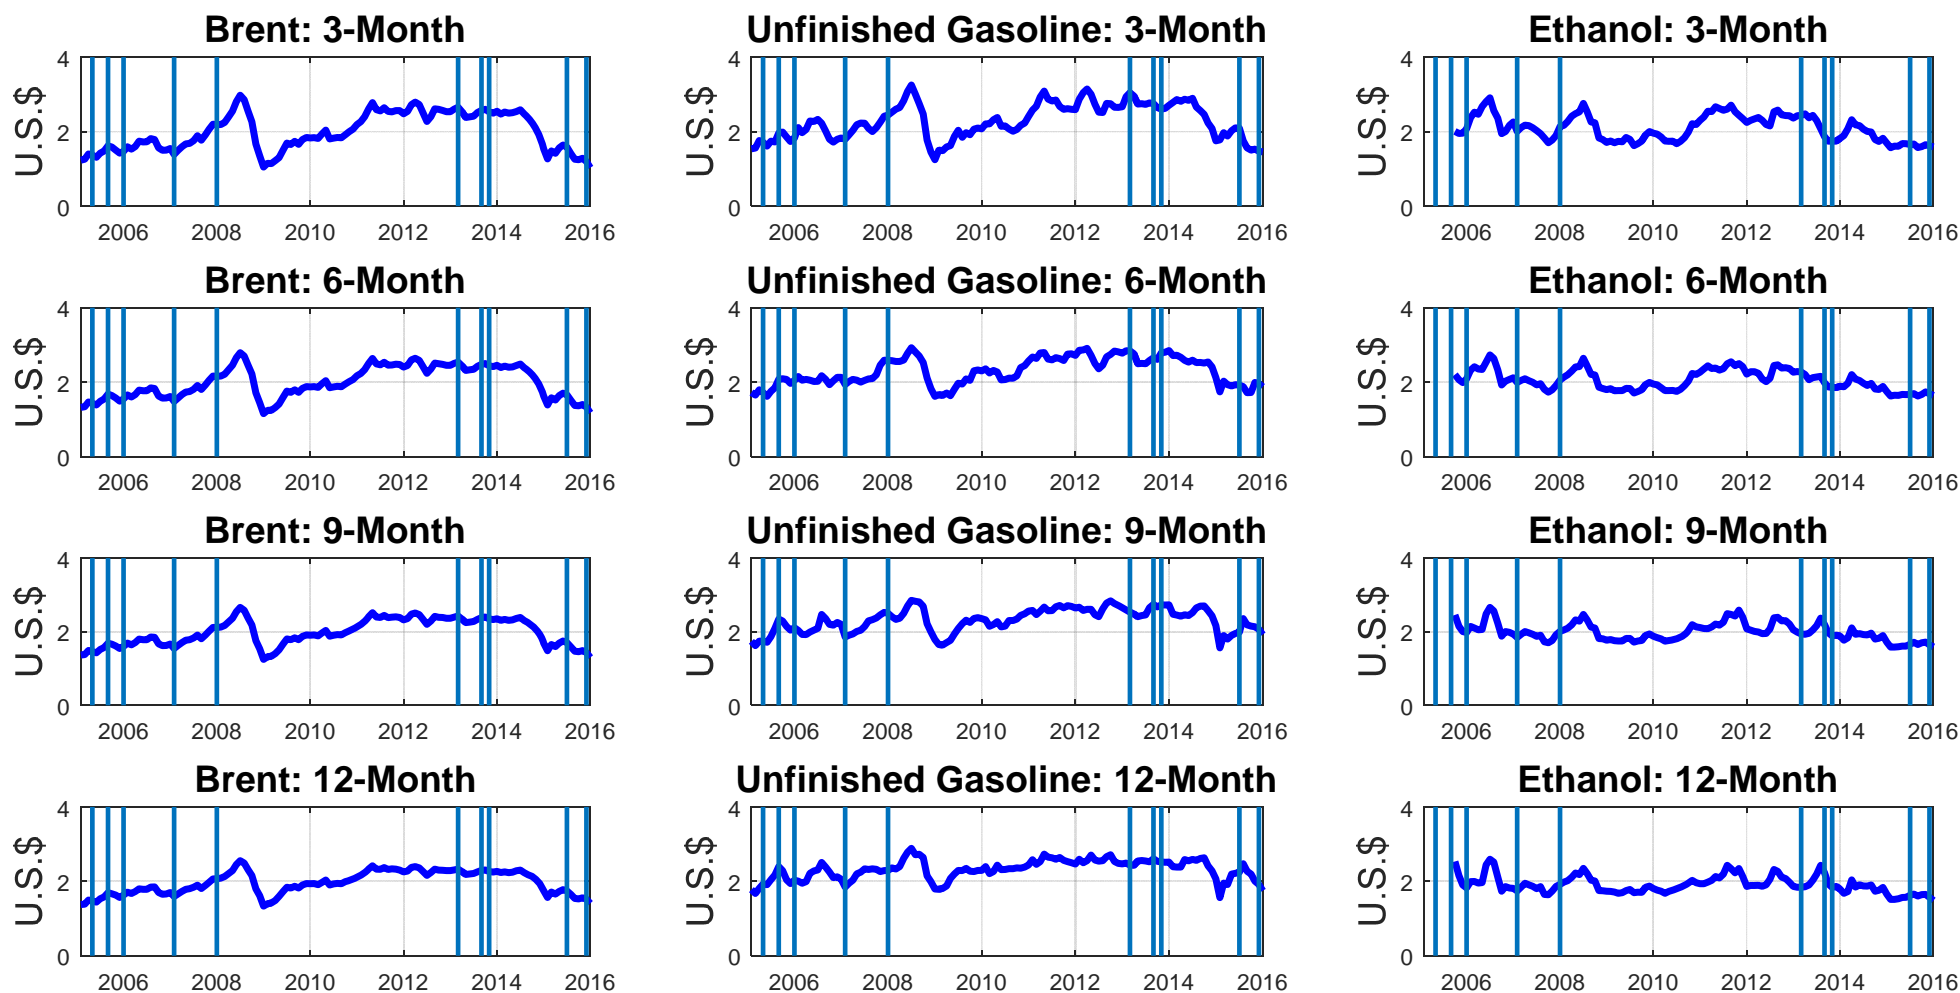 Brent: 3-Month Unfinished Gasoline: 3-Month Ethanol: 3-Month
4 4 4
U.S.$ U.S.$ U.S.$
2 2 2
0 0 0
2006 2008 2010 2012 2014 2016 2006 2008 2010 2012 2014 2016 2006 2008 2010 2012 2014 2016
Brent: 6-Month Unfinished Gasoline: 6-Month Ethanol: 6-Month
4 4 4
U.S.$ U.S.$ U.S.$
2 2 2
0 0 0
2006 2008 2010 2012 2014 2016 2006 2008 2010 2012 2014 2016 2006 2008 2010 2012 2014 2016
Brent: 9-Month Unfinished Gasoline: 9-Month Ethanol: 9-Month
4 4 4
U.S.$ U.S.$ U.S.$
2 2 2
0 0 0
2006 2008 2010 2012 2014 2016 2006 2008 2010 2012 2014 2016 2006 2008 2010 2012 2014 2016
Brent: 12-Month Unfinished Gasoline: 12-Month Ethanol: 12-Month
4 4 4
U.S.$ U.S.$ U.S.$
2 2 2
0 0 0
2006 2008 2010 2012 2014 2016 2006 2008 2010 2012 2014 2016 2006 2008 2010 2012 2014 2016